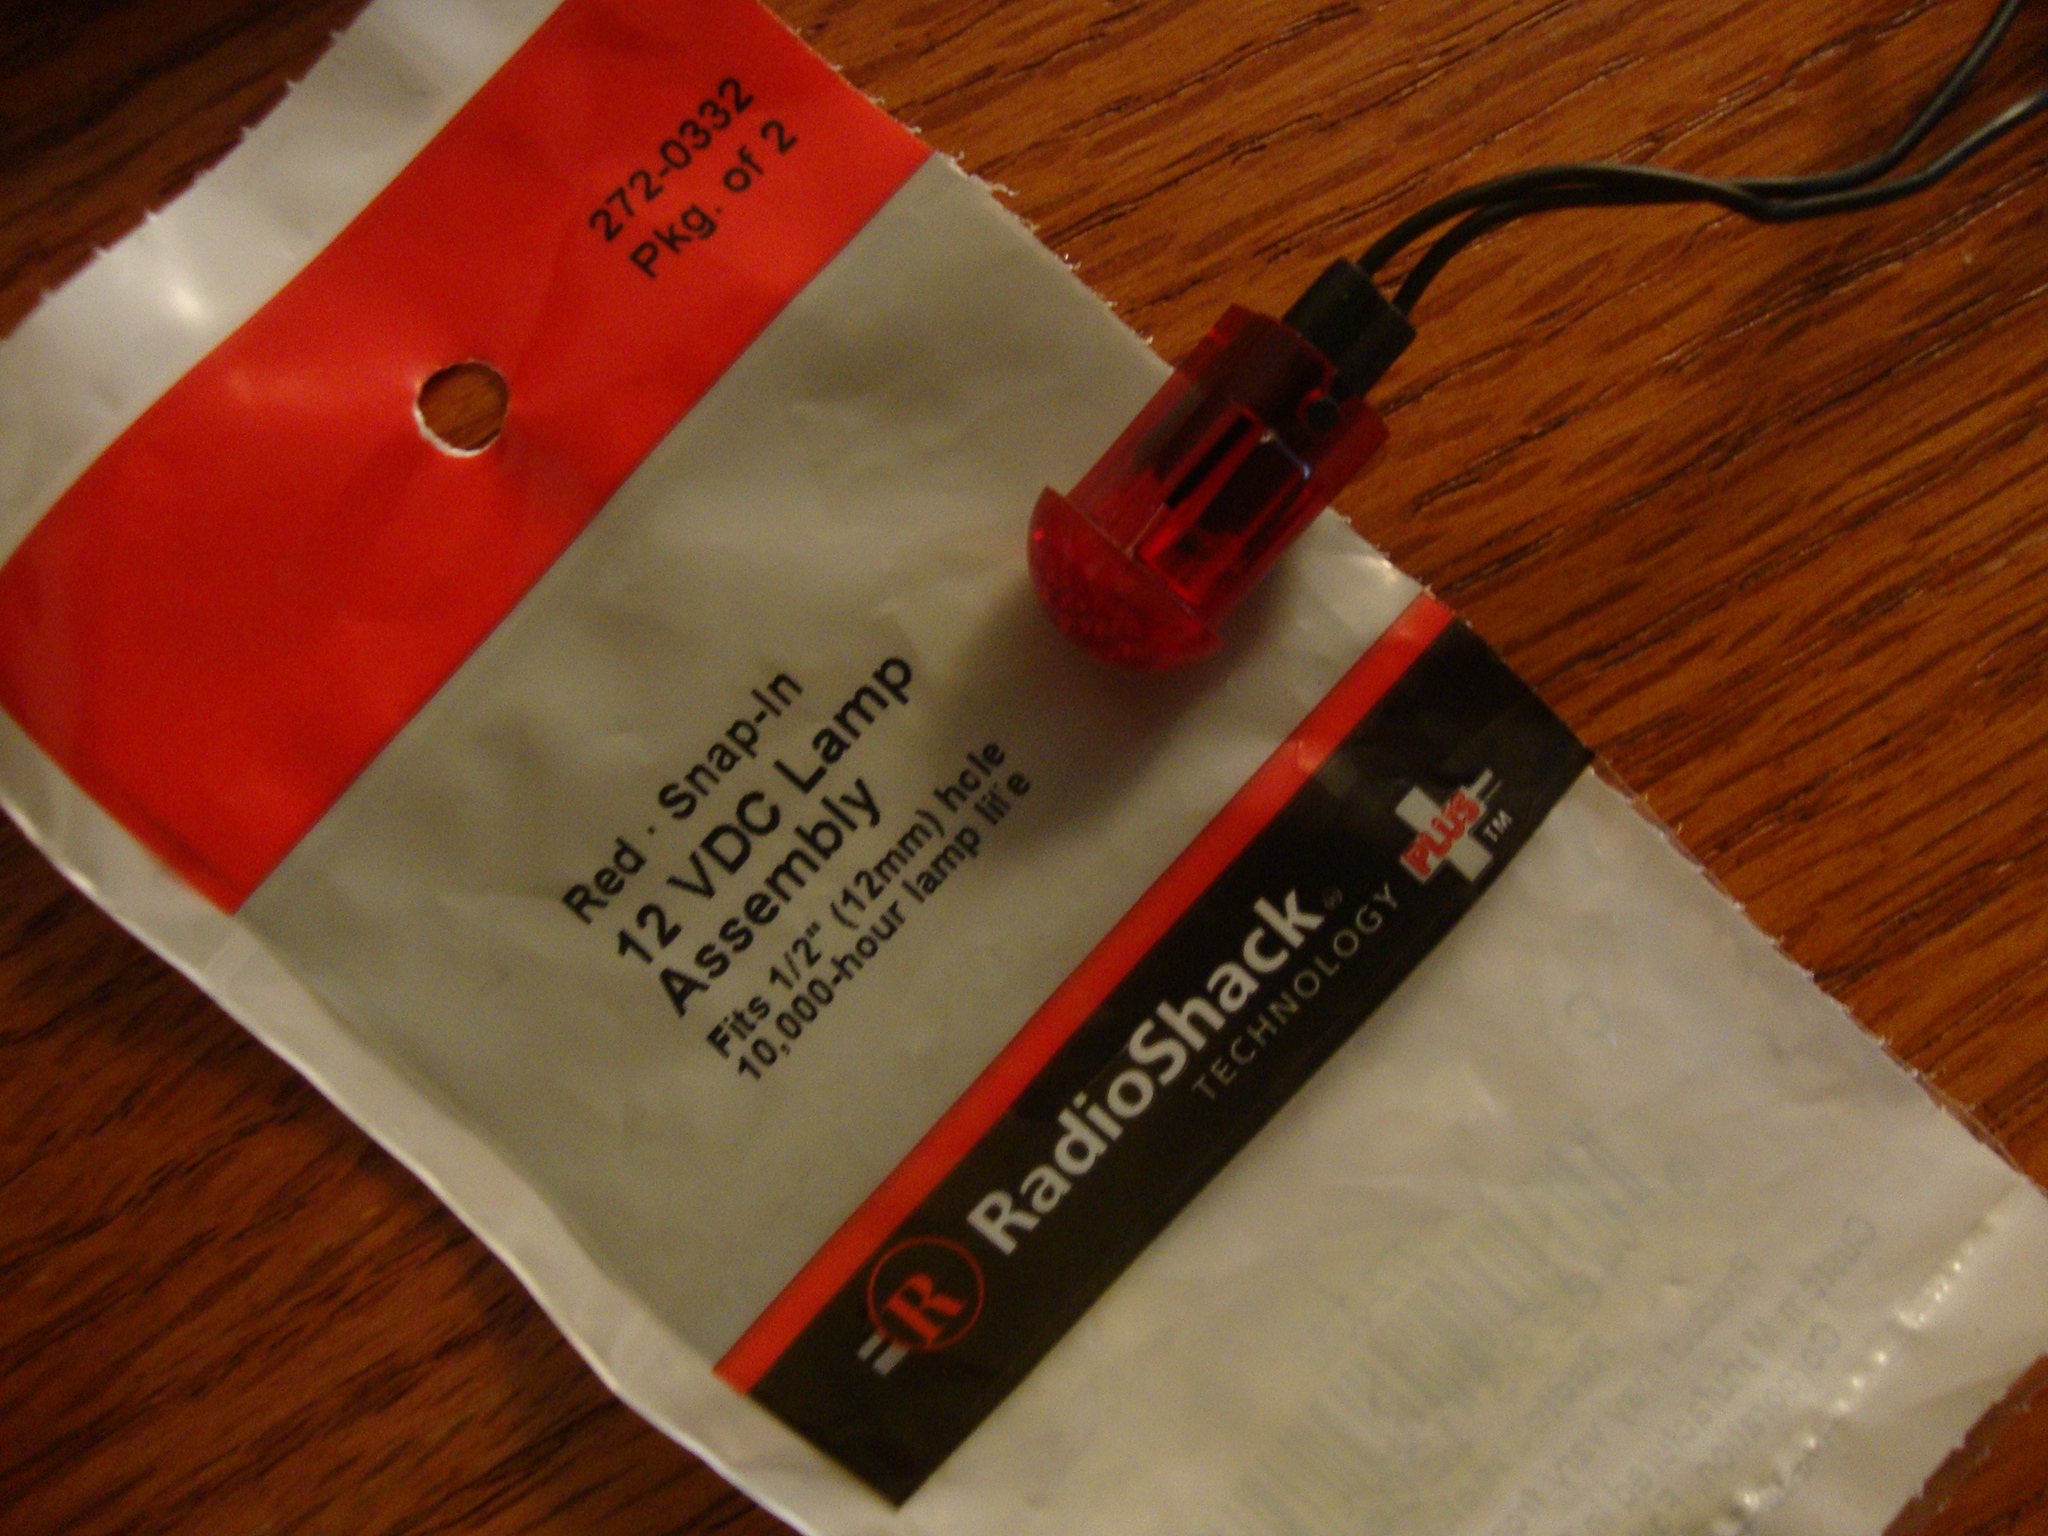 272-0332
Pkg. of 2
Red · Snap-In
12 VDC Lamp
Assembly
Fits 1/2" (12mm) hole
10,000-hour lamp life
R RadioShack®
TECHNOLOGY
PLUS™